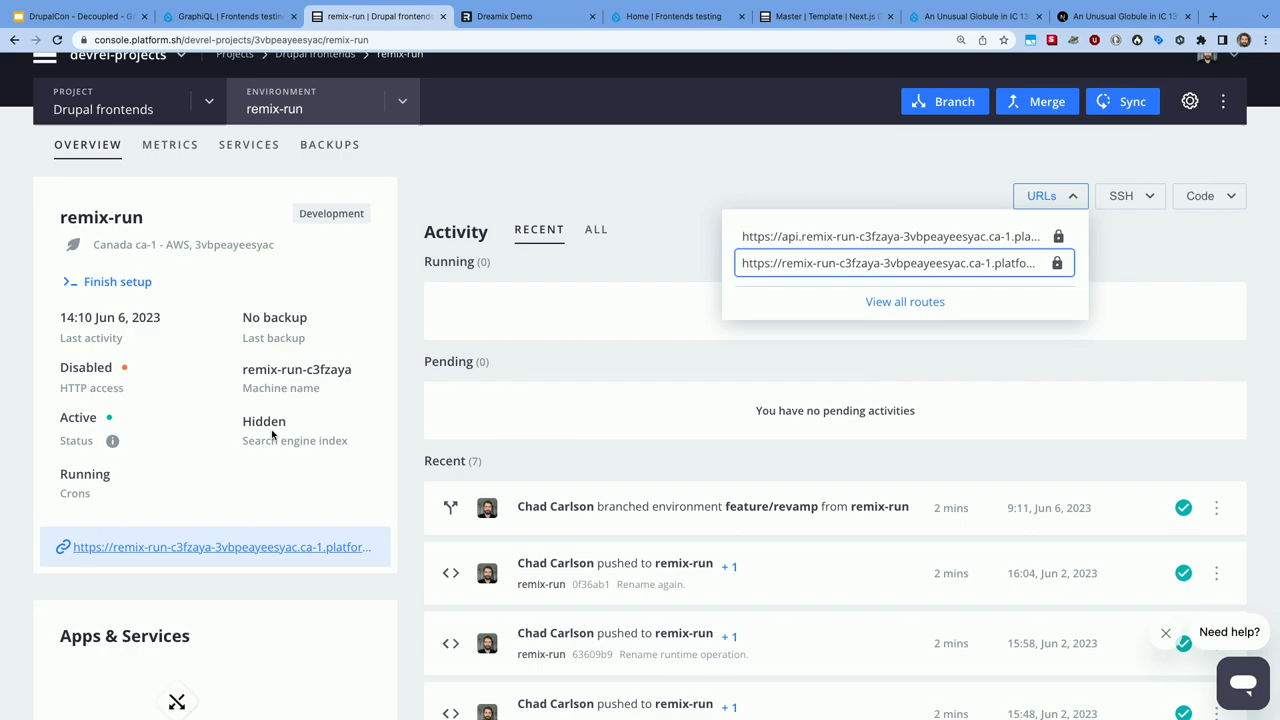 DrupalCon - Decoupled - G
GraphiQL | Frontends testin
remix-run | Drupal frontends
Dreamix Demo
Home | Frontends testing
Master | Template | Next.js D
An Unusual Globule in IC 13
An Unusual Globule in IC 13
console.platform.sh/devrel-projects/3vbpeayeesyac/remix-run
devrel-projects
Projects
Drupal frontends
remix-run
PROJECT
Drupal frontends
ENVIRONMENT
remix-run
Branch
Merge
Sync
OVERVIEW
METRICS
SERVICES
BACKUPS
URLs
SSH
Code
remix-run
Development
Canada ca-1 - AWS, 3vbpeayeesyac
>_ Finish setup
14:10 Jun 6, 2023
Last activity
No backup
Last backup
Disabled
HTTP access
remix-run-c3fzaya
Machine name
Active
Status
Hidden
Search engine index
Running
Crons
https://remix-run-c3fzaya-3vbpeayeesyac.ca-1.platfor...
Apps & Services
Activity
RECENT
ALL
https://api.remix-run-c3fzaya-3vbpeayeesyac.ca-1.pla...
https://remix-run-c3fzaya-3vbpeayeesyac.ca-1.platfo...
View all routes
Running (0)
Pending (0)
You have no pending activities
Recent (7)
Chad Carlson branched environment feature/revamp from remix-run
2 mins
9:11, Jun 6, 2023
Chad Carlson pushed to remix-run + 1
remix-run 0f36ab1 Rename again.
2 mins
16:04, Jun 2, 2023
Chad Carlson pushed to remix-run + 1
remix-run 63609b9 Rename runtime operation.
2 mins
15:58, Jun 2, 2023
Chad Carlson pushed to remix-run + 1
2 mins
15:48, Jun 2, 2023
Need help?